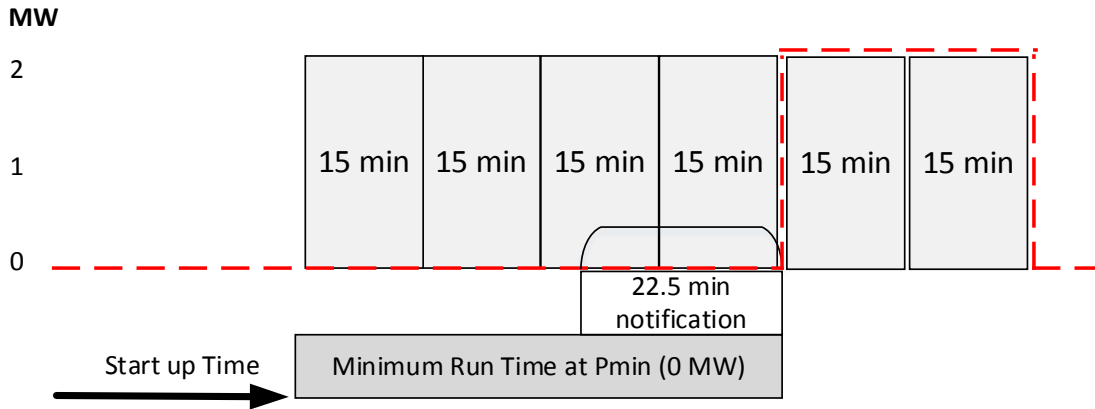 MW
2
1
0
15 min
15 min
15 min
15 min
15 min
15 min
22.5 min
notification
Start up Time
Minimum Run Time at Pmin (0 MW)